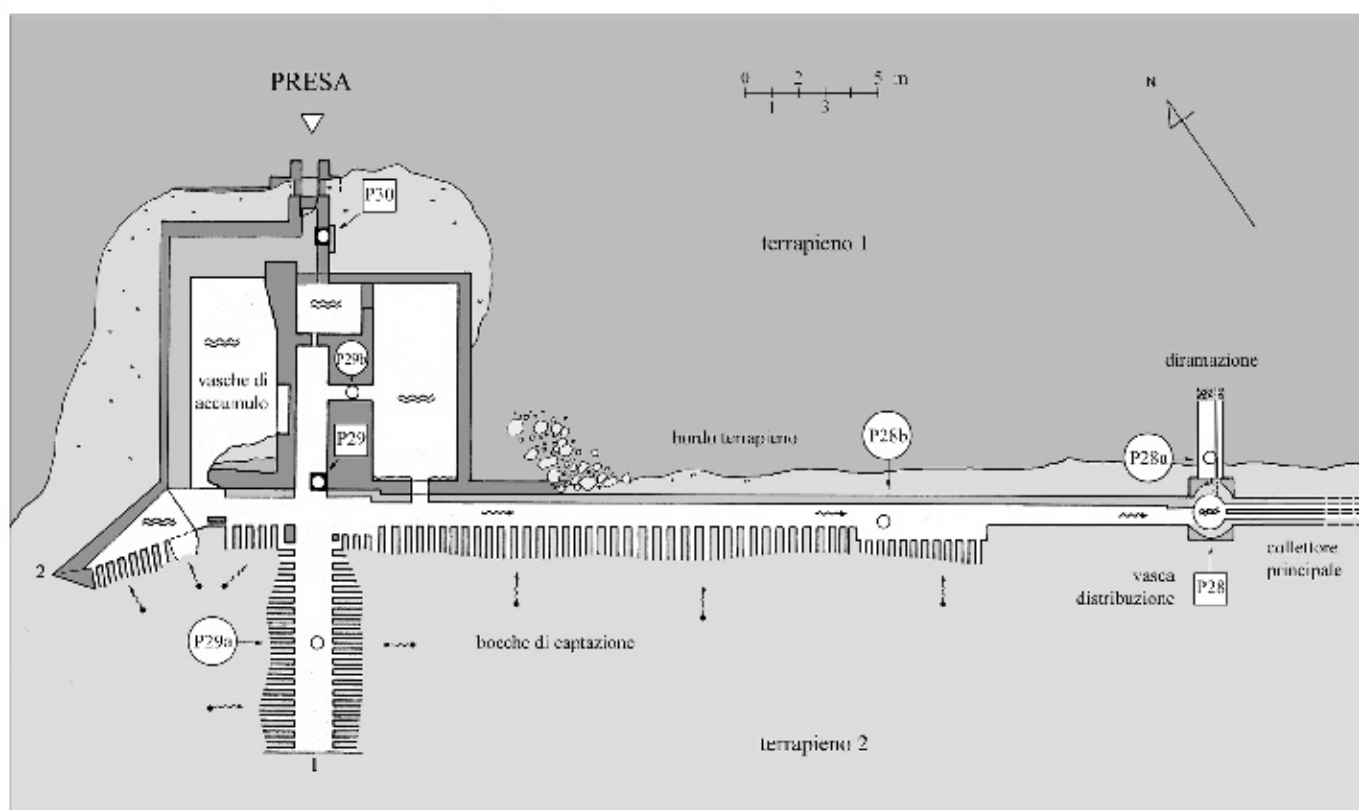 PRESA
0 2 5 m
1 3
N
P30
terrapieno 1
P29b
vasche di
accumulo
P29
bordo terrapieno
P28b
diramazione
P28a
2
collettore
principale
vasca
distribuzione
P28
P29a
bocche di captazione
terrapieno 2
1